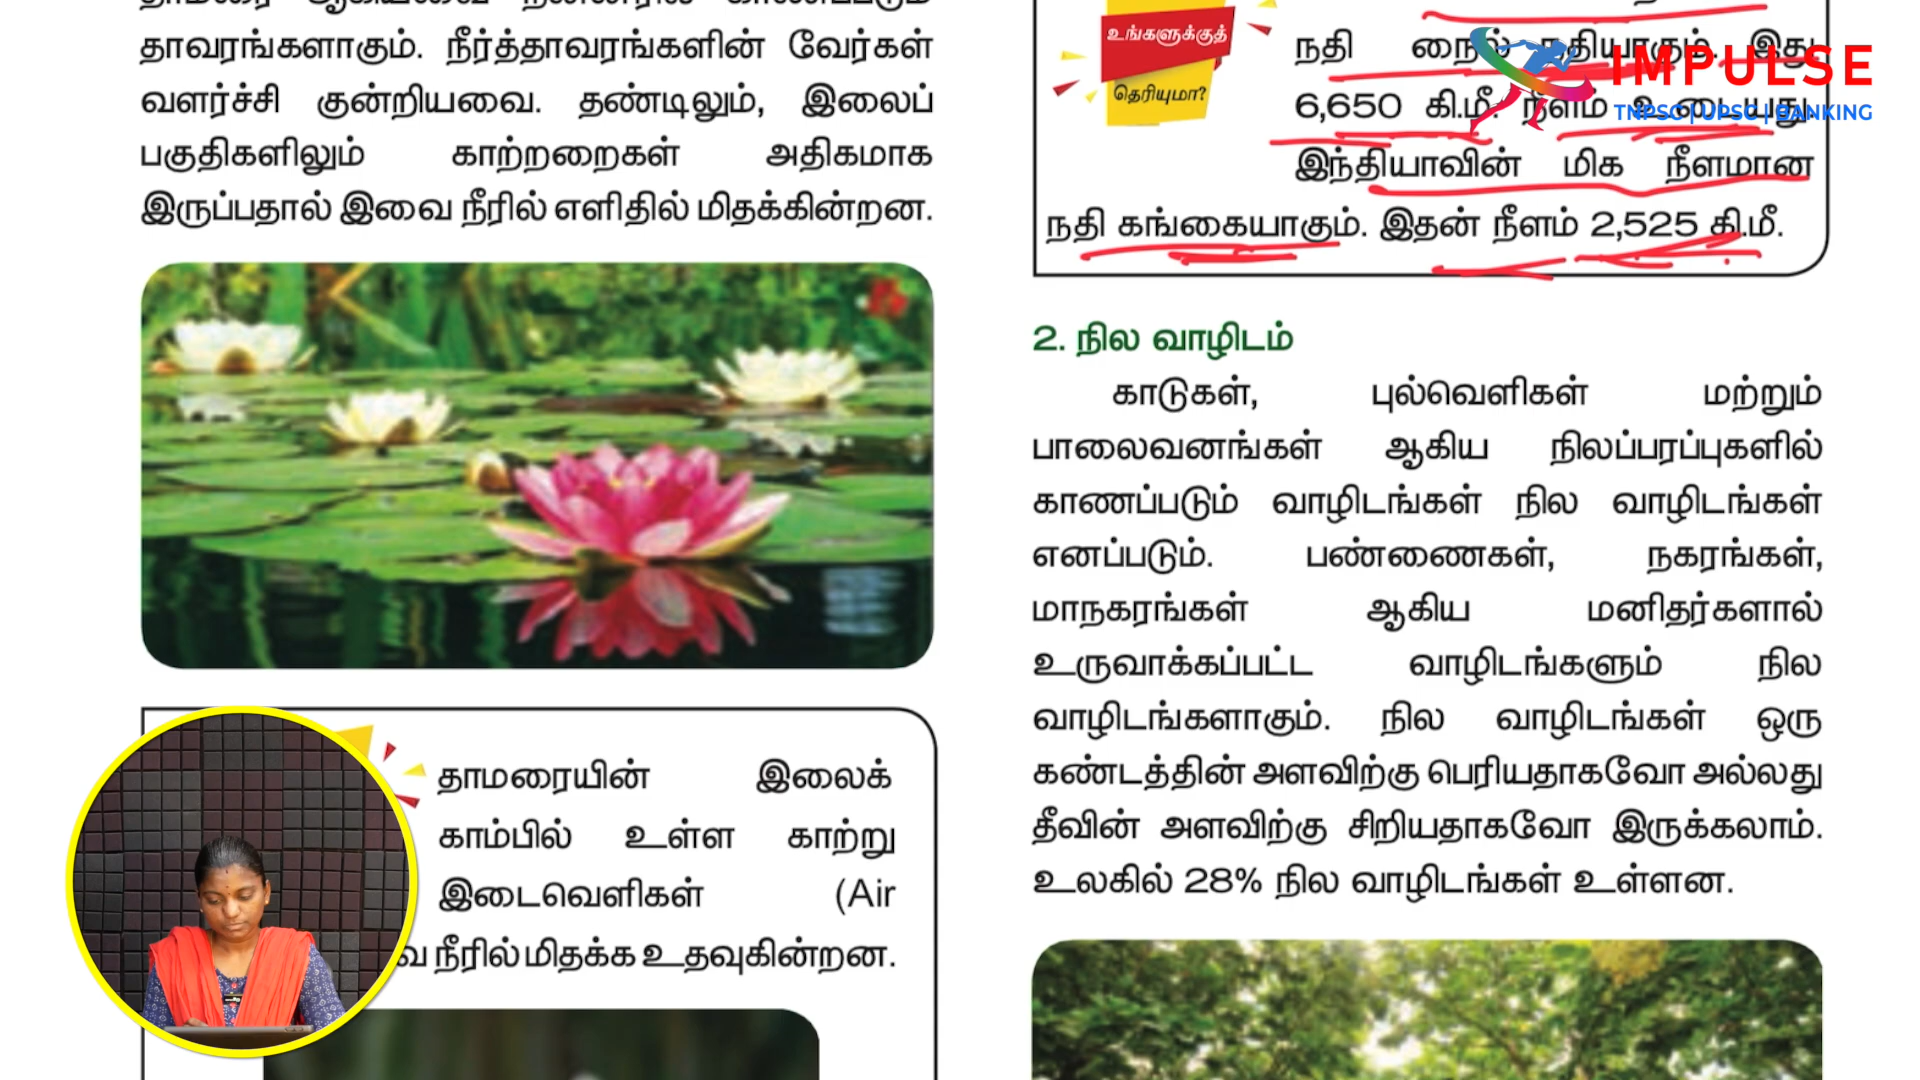 தாவரங்களாகும். நீர்த்தாவரங்களின் வேர்கள்
வளர்ச்சி குன்றியவை. தண்டிலும், இலைப்
பகுதிகளிலும் காற்றறைகள் அதிகமாக
இருப்பதால் இவை நீரில் எளிதில் மிதக்கின்றன.
தாமரையின் இலைக்
காம்பில் உள்ள காற்று
இடைவெளிகள் (Air
நீரில் மிதக்க உதவுகின்றன.
உங்களுக்குத்
தெரியுமா?
நதி நைல் நதியாகும். இது
6,650 கி.மீ. நீளம் உடையது.
இந்தியாவின் மிக நீளமான
நதி கங்கையாகும். இதன் நீளம் 2,525 கி.மீ.
IMPULSE
TNPSC | UPSC | BANKING
2. நில வாழிடம்
காடுகள், புல்வெளிகள் மற்றும்
பாலைவனங்கள் ஆகிய நிலப்பரப்புகளில்
காணப்படும் வாழிடங்கள் நில வாழிடங்கள்
எனப்படும். பண்ணைகள், நகரங்கள்,
மாநகரங்கள் ஆகிய மனிதர்களால்
உருவாக்கப்பட்ட வாழிடங்களும் நில
வாழிடங்களாகும். நில வாழிடங்கள் ஒரு
கண்டத்தின் அளவிற்கு பெரியதாகவோ அல்லது
தீவின் அளவிற்கு சிறியதாகவோ இருக்கலாம்.
உலகில் 28% நில வாழிடங்கள் உள்ளன.